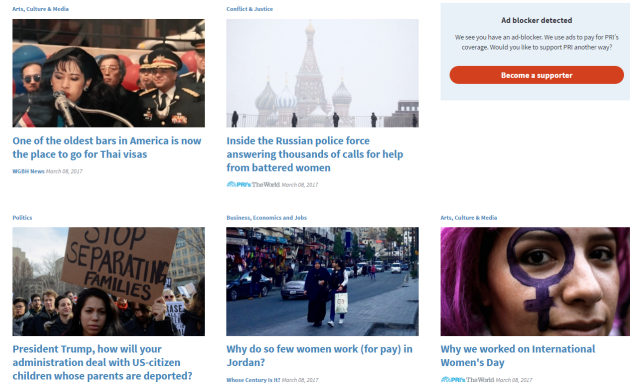 Arts, Culture & Media
One of the oldest bars in America is now
the place to go for Thai visas
WGBH News March 08, 2017
Conflict & Justice
Inside the Russian police force
answering thousands of calls for help
from battered women
PRI's The World March 08, 2017
Ad blocker detected
We see you have an ad-blocker. We use ads to pay for PRI's
coverage. Would you like to support PRI another way?
Become a supporter
Politics
STOP
SEPARATING
FAMILIES
President Trump, how will your
administration deal with US-citizen
children whose parents are deported?
Business, Economics and Jobs
Why do so few women work (for pay) in
Jordan?
Whose Century Is It? March 08, 2017
Arts, Culture & Media
Why we worked on International
Women's Day
PRI's The World March 08, 2017